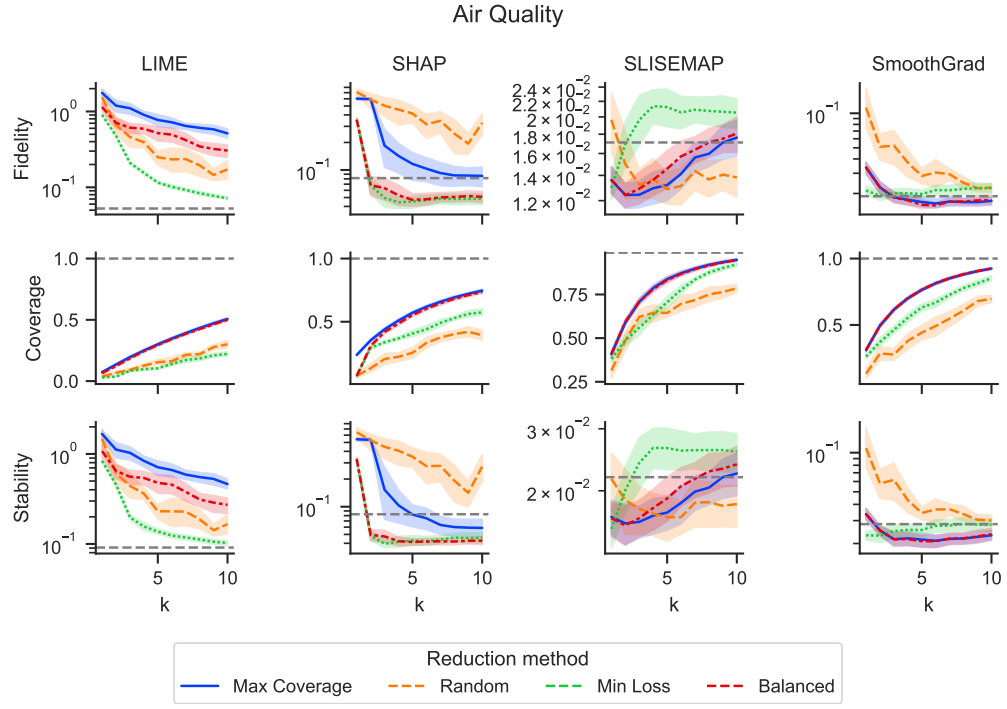 Air Quality
LIME
SHAP
SLISEMAP
SmoothGrad
Fidelity
10^0
10^-1
10^-1
2.4 × 10^-2
2.2 × 10^-2
2 × 10^-2
1.8 × 10^-2
1.6 × 10^-2
1.4 × 10^-2
1.2 × 10^-2
10^-1
Coverage
1.0
0.5
0.0
1.0
0.5
0.75
0.50
0.25
1.0
0.5
Stability
10^0
10^-1
10^-1
3 × 10^-2
2 × 10^-2
10^-1
5 10
5 10
5 10
5 10
k
k
k
k
Reduction method
Max Coverage Random Min Loss Balanced